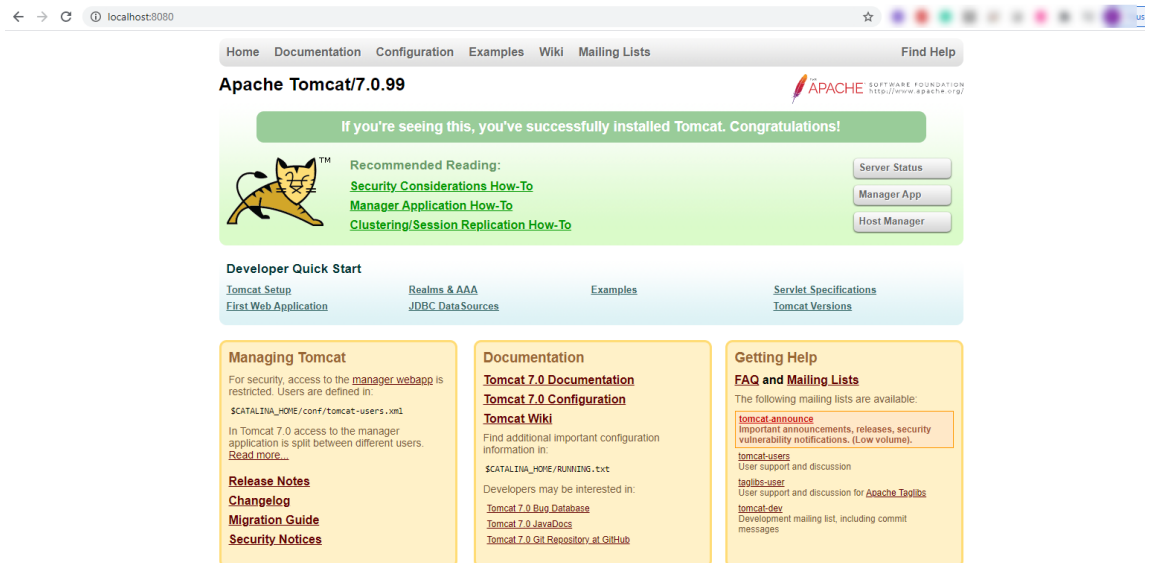 localhost:8080
Home Documentation Configuration Examples Wiki Mailing Lists Find Help
Apache Tomcat/7.0.99
THE
APACHE SOFTWARE FOUNDATION
http://www.apache.org/
If you're seeing this, you've successfully installed Tomcat. Congratulations!
TM
Recommended Reading:
Security Considerations How-To
Manager Application How-To
Clustering/Session Replication How-To
Server Status
Manager App
Host Manager
Developer Quick Start
Tomcat Setup
First Web Application
Realms & AAA
JDBC DataSources
Examples
Servlet Specifications
Tomcat Versions
Managing Tomcat
For security, access to the manager webapp is
restricted. Users are defined in:
$CATALINA_HOME/conf/tomcat-users.xml
In Tomcat 7.0 access to the manager
application is split between different users.
Read more...
Release Notes
Changelog
Migration Guide
Security Notices
Documentation
Tomcat 7.0 Documentation
Tomcat 7.0 Configuration
Tomcat Wiki
Find additional important configuration
information in:
$CATALINA_HOME/RUNNING.txt
Developers may be interested in:
Tomcat 7.0 Bug Database
Tomcat 7.0 JavaDocs
Tomcat 7.0 Git Repository at GitHub
Getting Help
FAQ and Mailing Lists
The following mailing lists are available:
tomcat-announce
Important announcements, releases, security
vulnerability notifications. (Low volume).
tomcat-users
User support and discussion
taglibs-user
User support and discussion for Apache Taglibs
tomcat-dev
Development mailing list, including commit
messages